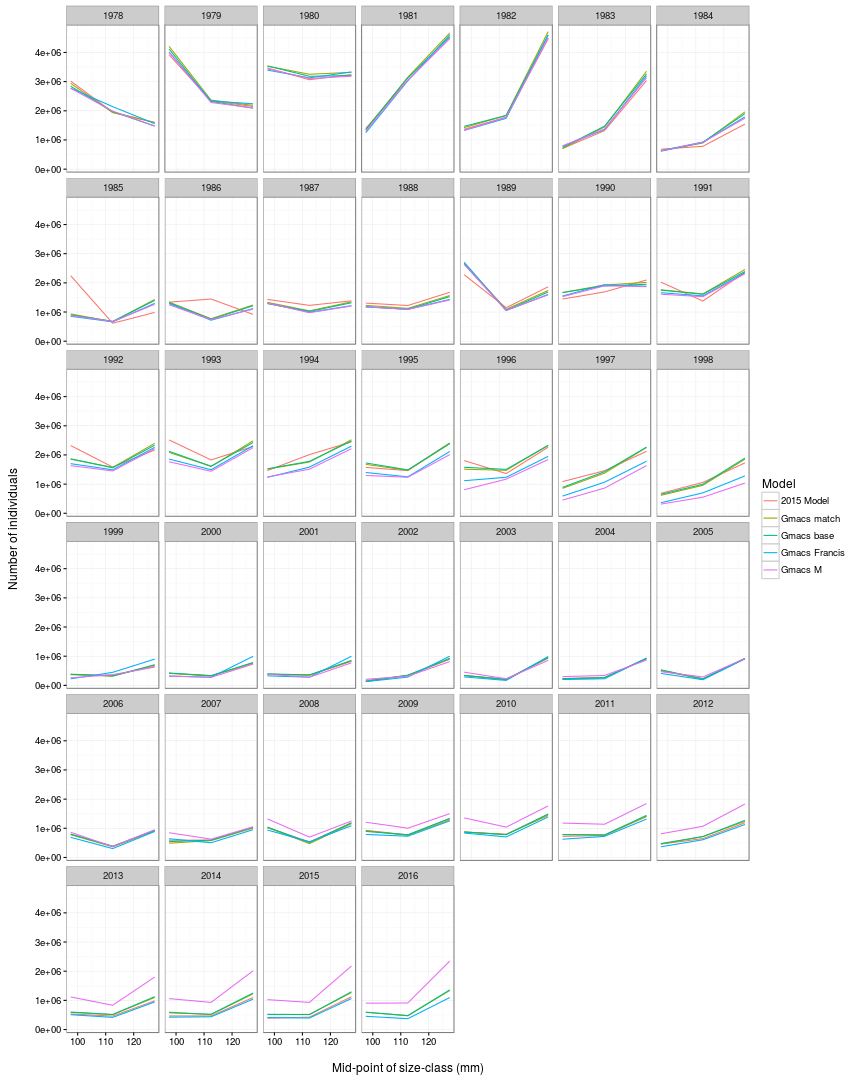 1978 1979 1980 1981 1982 1983 1984
4e+06
3e+06
2e+06
1e+06
0e+00
1985 1986 1987 1988 1989 1990 1991
4e+06
3e+06
2e+06
1e+06
0e+00
1992 1993 1994 1995 1996 1997 1998
4e+06
3e+06
2e+06
1e+06
0e+00
Number of inidividuals
Model
2015 Model
Gmacs match
Gmacs base
Gmacs Francis
Gmacs M
1999 2000 2001 2002 2003 2004 2005
4e+06
3e+06
2e+06
1e+06
0e+00
2006 2007 2008 2009 2010 2011 2012
4e+06
3e+06
2e+06
1e+06
0e+00
2013 2014 2015 2016
4e+06
3e+06
2e+06
1e+06
0e+00
100 110 120 100 110 120 100 110 120 100 110 120
Mid-point of size-class (mm)